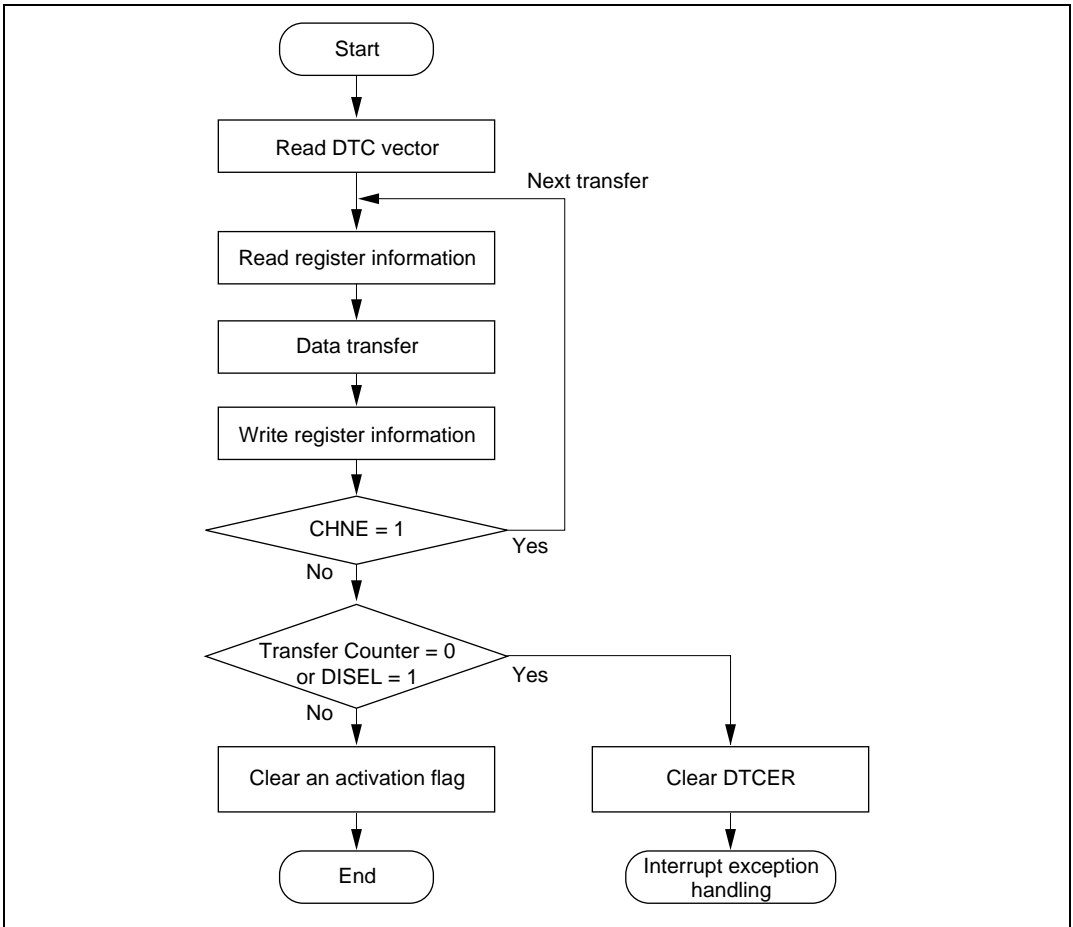 Start
Read DTC vector
Next transfer
Read register information
Data transfer
Write register information
CHNE = 1
Yes
No
Transfer Counter = 0
or DISEL = 1
Yes
No
Clear an activation flag
Clear DTCER
End
Interrupt exception
handling